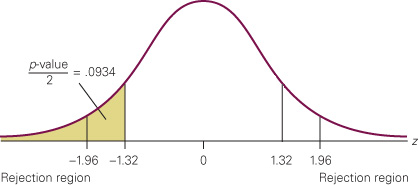 p-value
2
= .0934
z
−1.96 −1.32 0 1.32 1.96
Rejection region Rejection region